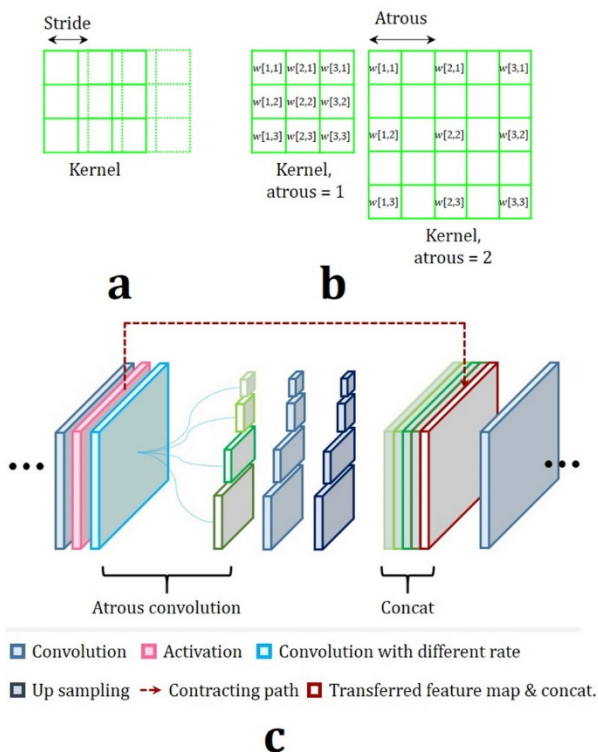 Stride
Kernel
a
Atrous
w[1,1] w[2,1] w[3,1]
w[1,2] w[2,2] w[3,2]
w[1,3] w[2,3] w[3,3]
Kernel,
atrous = 1
w[1,1] w[2,1] w[3,1]
w[1,2] w[2,2] w[3,2]
w[1,3] w[2,3] w[3,3]
Kernel,
atrous = 2
b
Atrous convolution
Concat
Convolution
Activation
Convolution with different rate
Up sampling
Contracting path
Transferred feature map & concat.
c